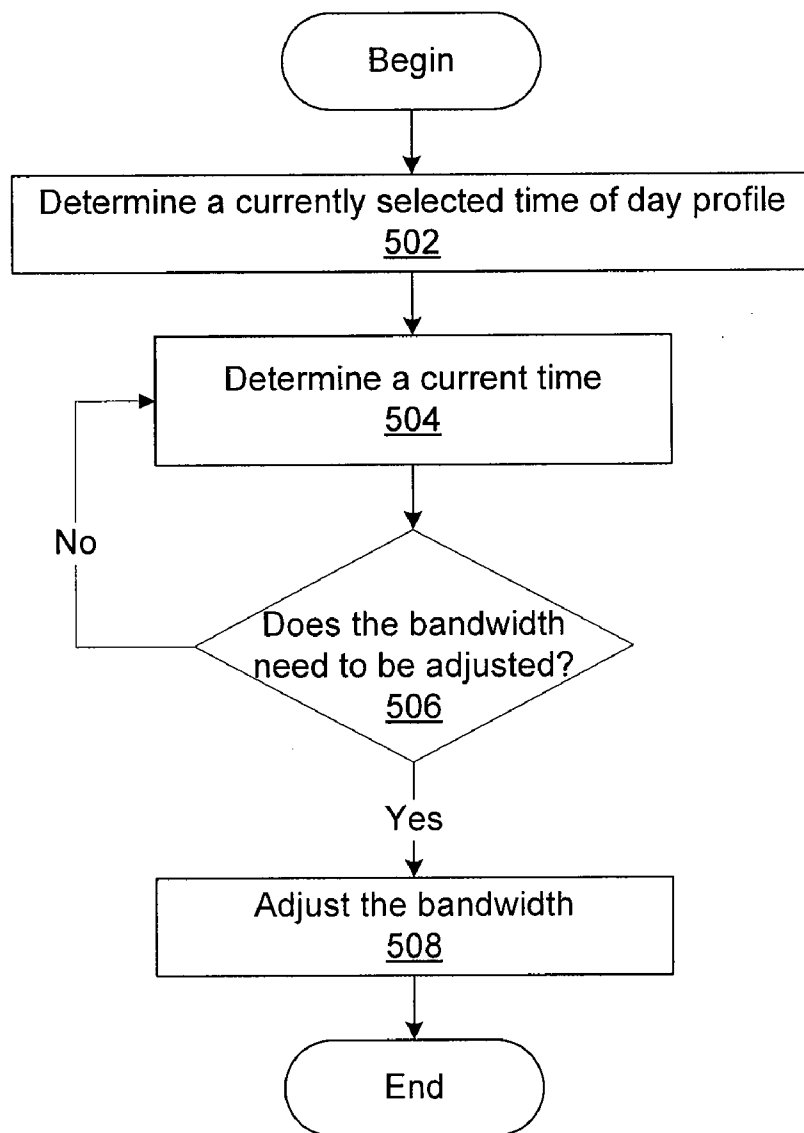 Begin
Determine a currently selected time of day profile
502
Determine a current time
504
No
Does the bandwidth
need to be adjusted?
506
Yes
Adjust the bandwidth
508
End